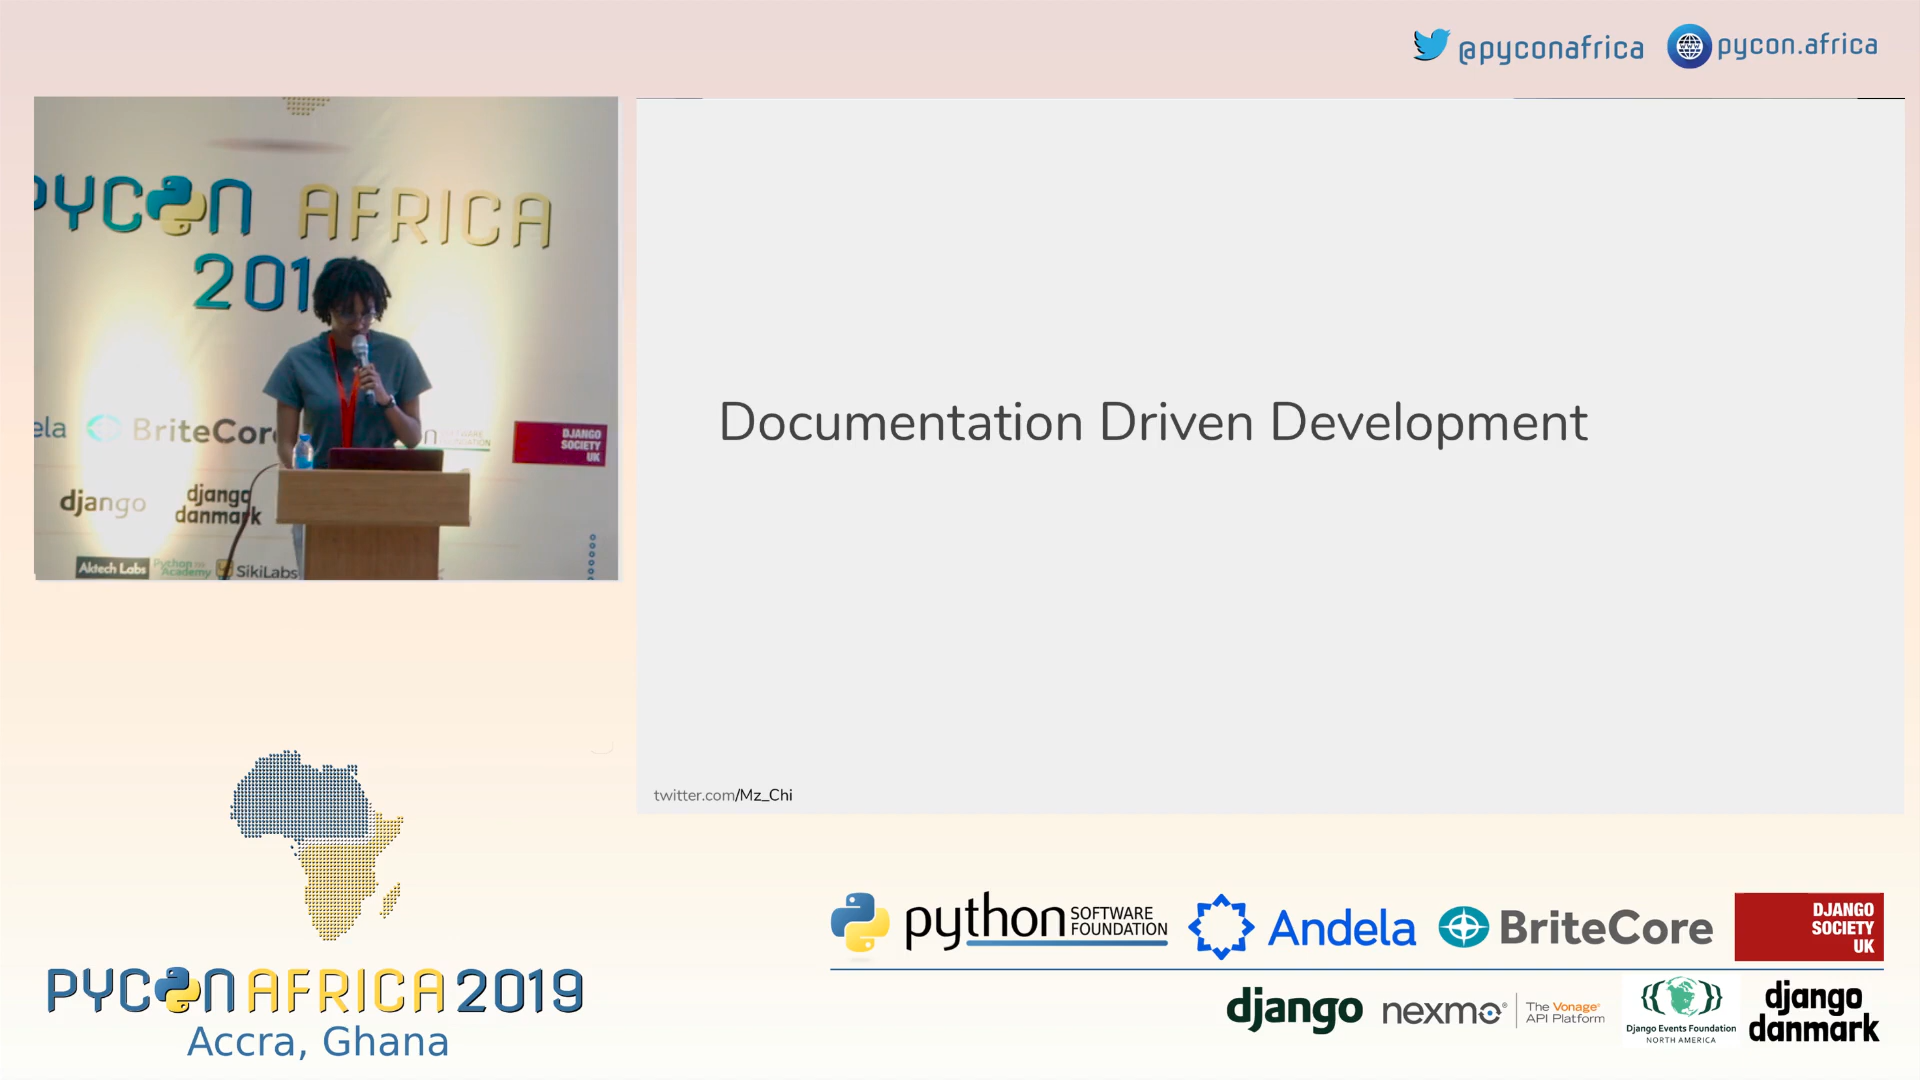 @pyconafrica pycon.africa
PYCON AFRICA
201
ela BriteCor
DJANGO
SOCIETY
UK
django
django
danmark
Aktech Labs
Python
Academy
SikiLabs
Documentation Driven Development
twitter.com/Mz_Chi
PYCON AFRICA 2019
Accra, Ghana
python SOFTWARE
FOUNDATION
Andela
BriteCore
DJANGO
SOCIETY
UK
django
nexmo
The Vonage
API Platform
Django Events Foundation
NORTH AMERICA
django
danmark